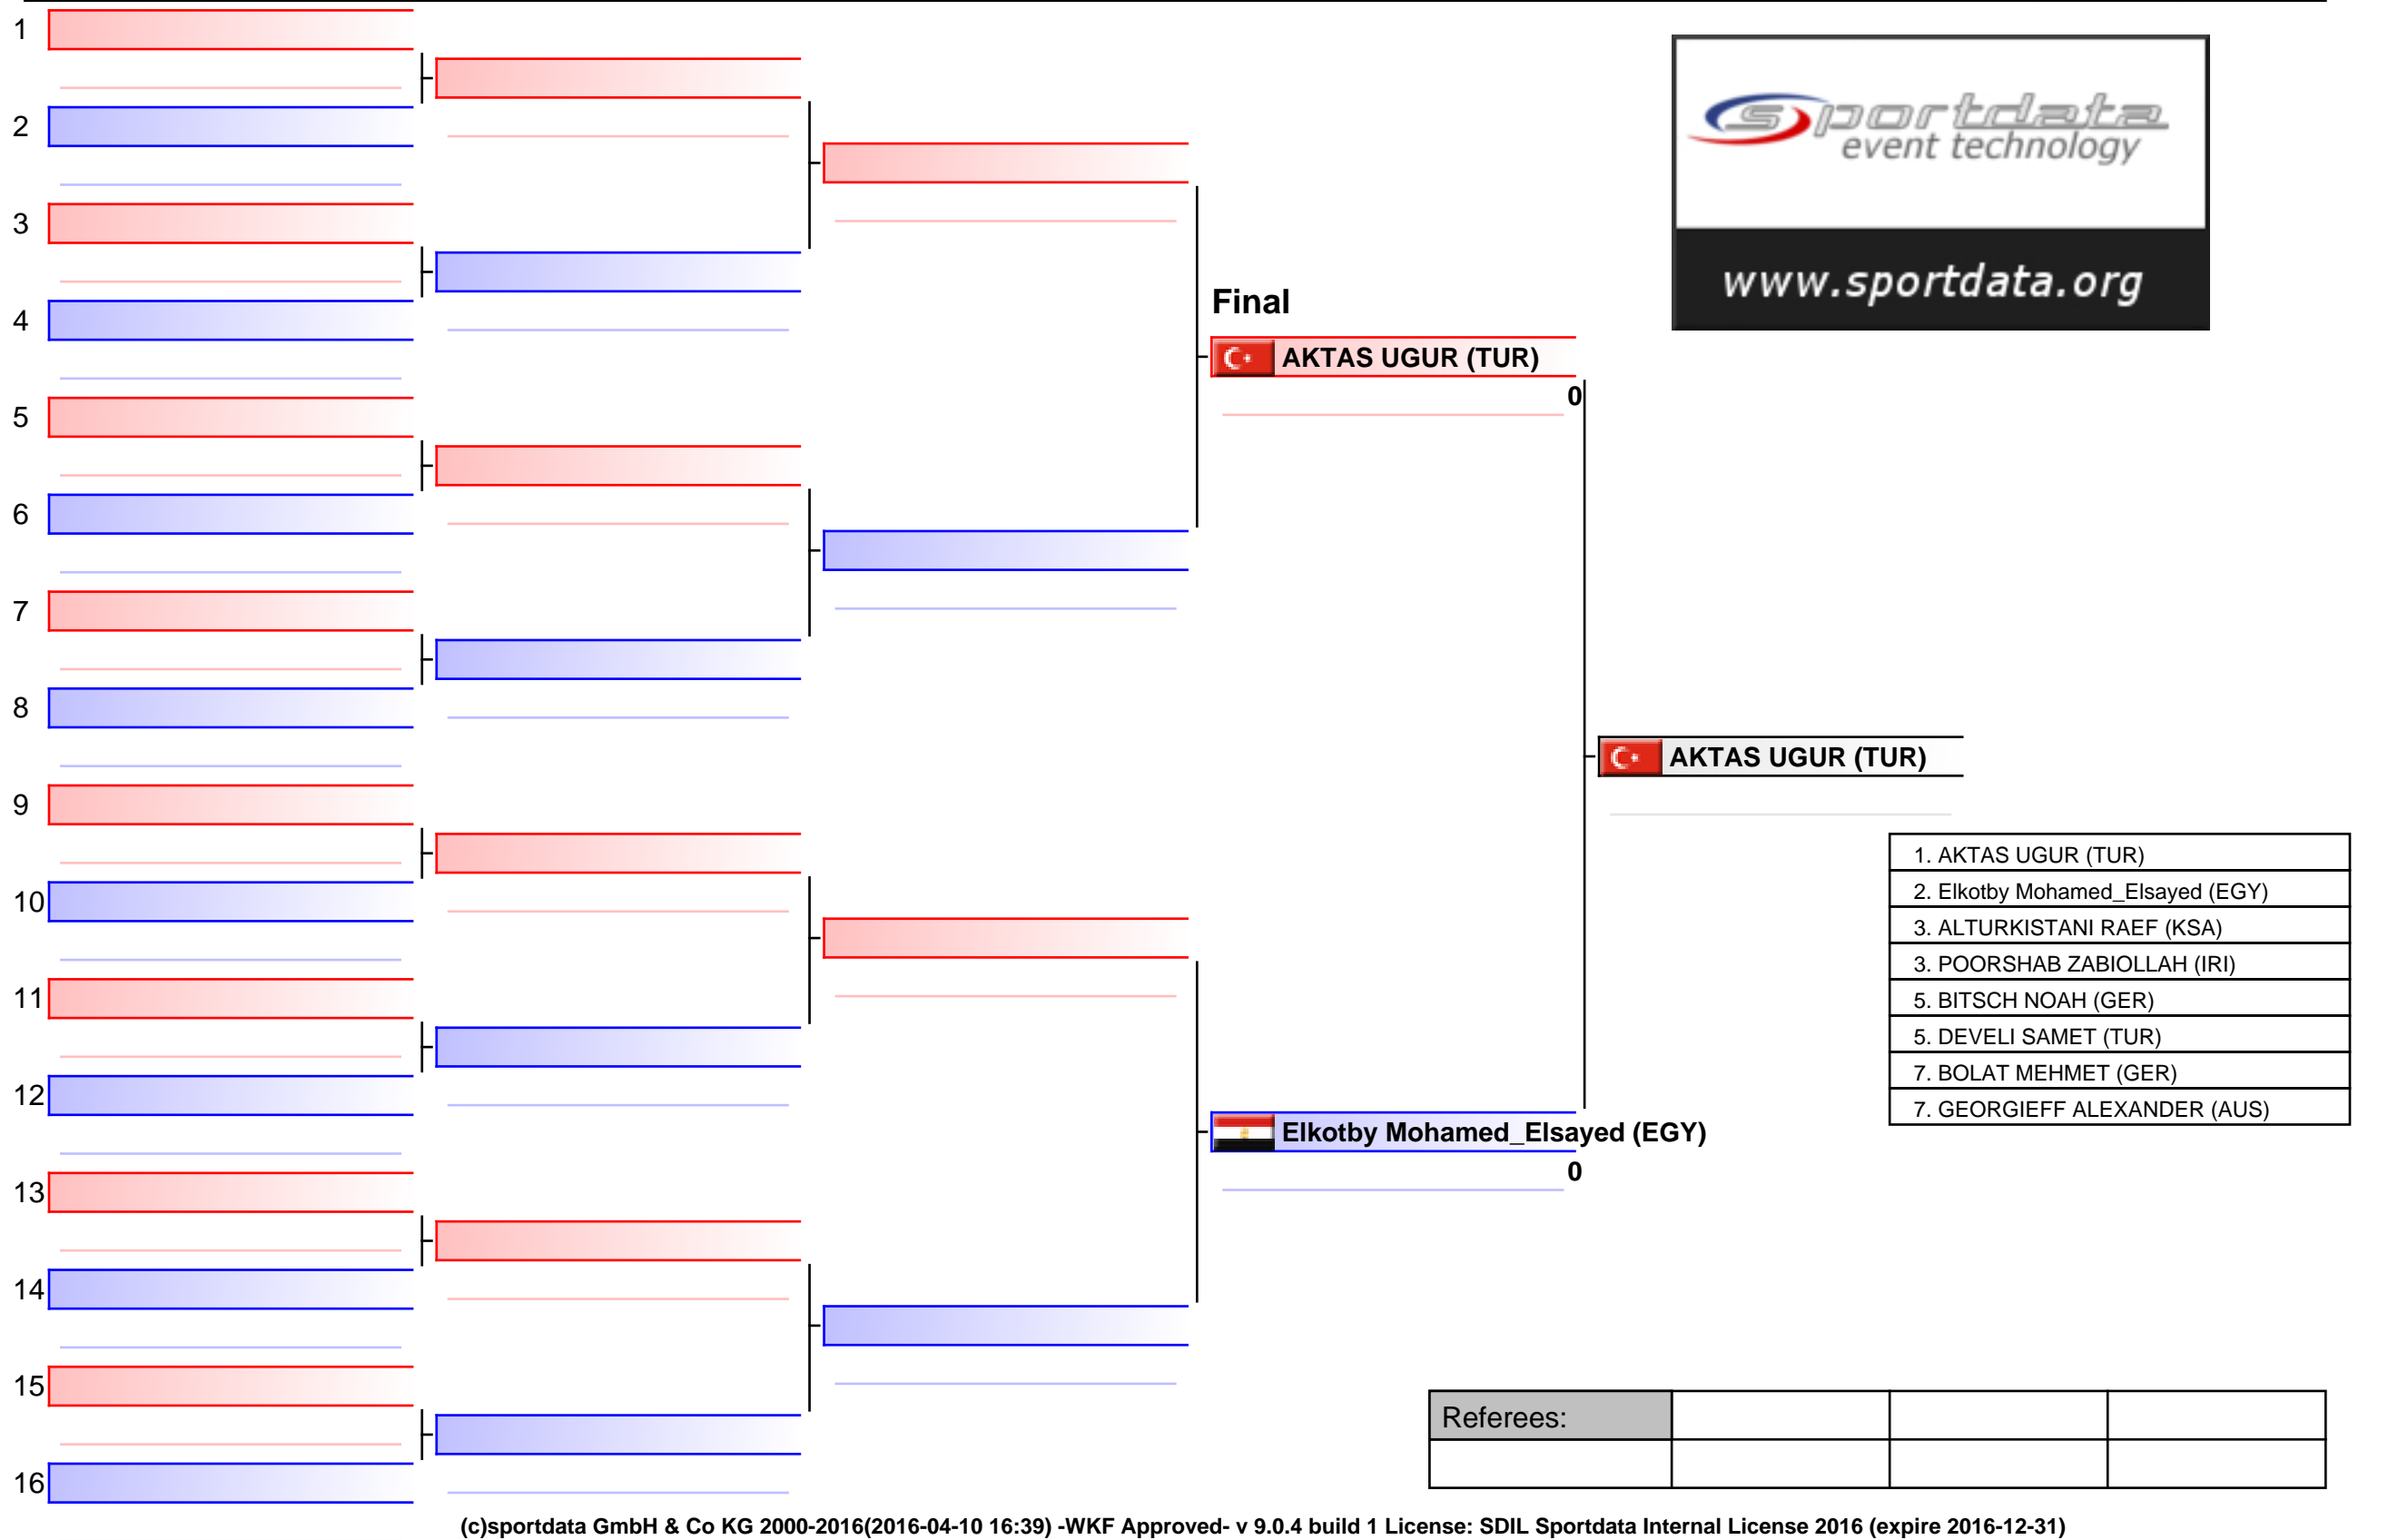 1
2
3
4
5
6
7
8
9
10
11
12
13
14
15
16
sportdata
event technology
www.sportdata.org
Final
AKTAS UGUR (TUR)
0
AKTAS UGUR (TUR)
Elkotby Mohamed_Elsayed (EGY)
0
1. AKTAS UGUR (TUR)
2. Elkotby Mohamed_Elsayed (EGY)
3. ALTURKISTANI RAEF (KSA)
3. POORSHAB ZABIOLLAH (IRI)
5. BITSCH NOAH (GER)
5. DEVELI SAMET (TUR)
7. BOLAT MEHMET (GER)
7. GEORGIEFF ALEXANDER (AUS)
Referees:
(c)sportdata GmbH & Co KG 2000-2016(2016-04-10 16:39) -WKF Approved- v 9.0.4 build 1 License: SDIL Sportdata Internal License 2016 (expire 2016-12-31)